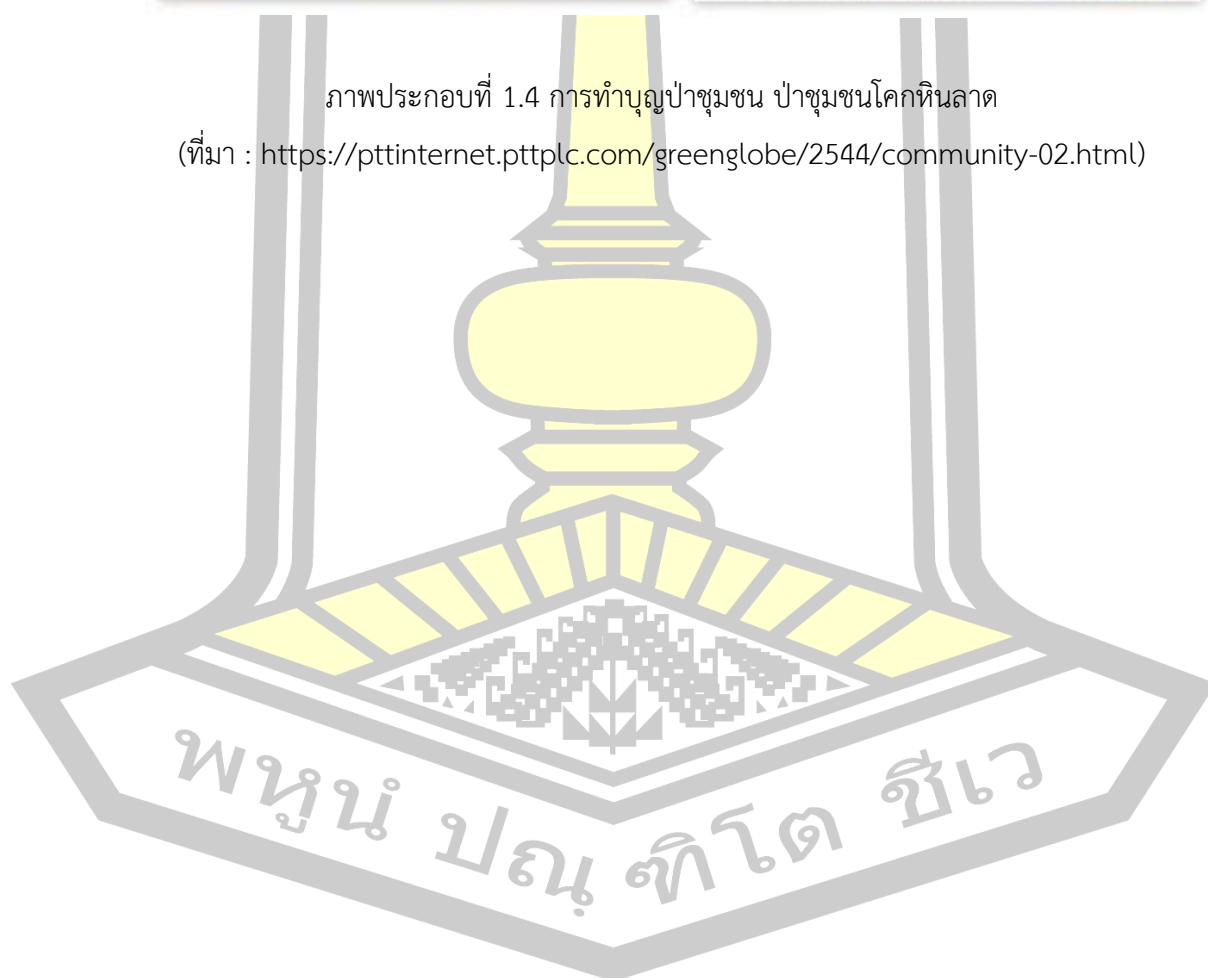 ภาพประกอบที่ 1.4 การทำบุญป่าชุมชน ป่าชุมชนโคกหินลาด
(ที่มา : https://pttinternet.pttplc.com/greenglobe/2544/community-02.html)
พหูนํ ปณฺฑิโต ชีเว